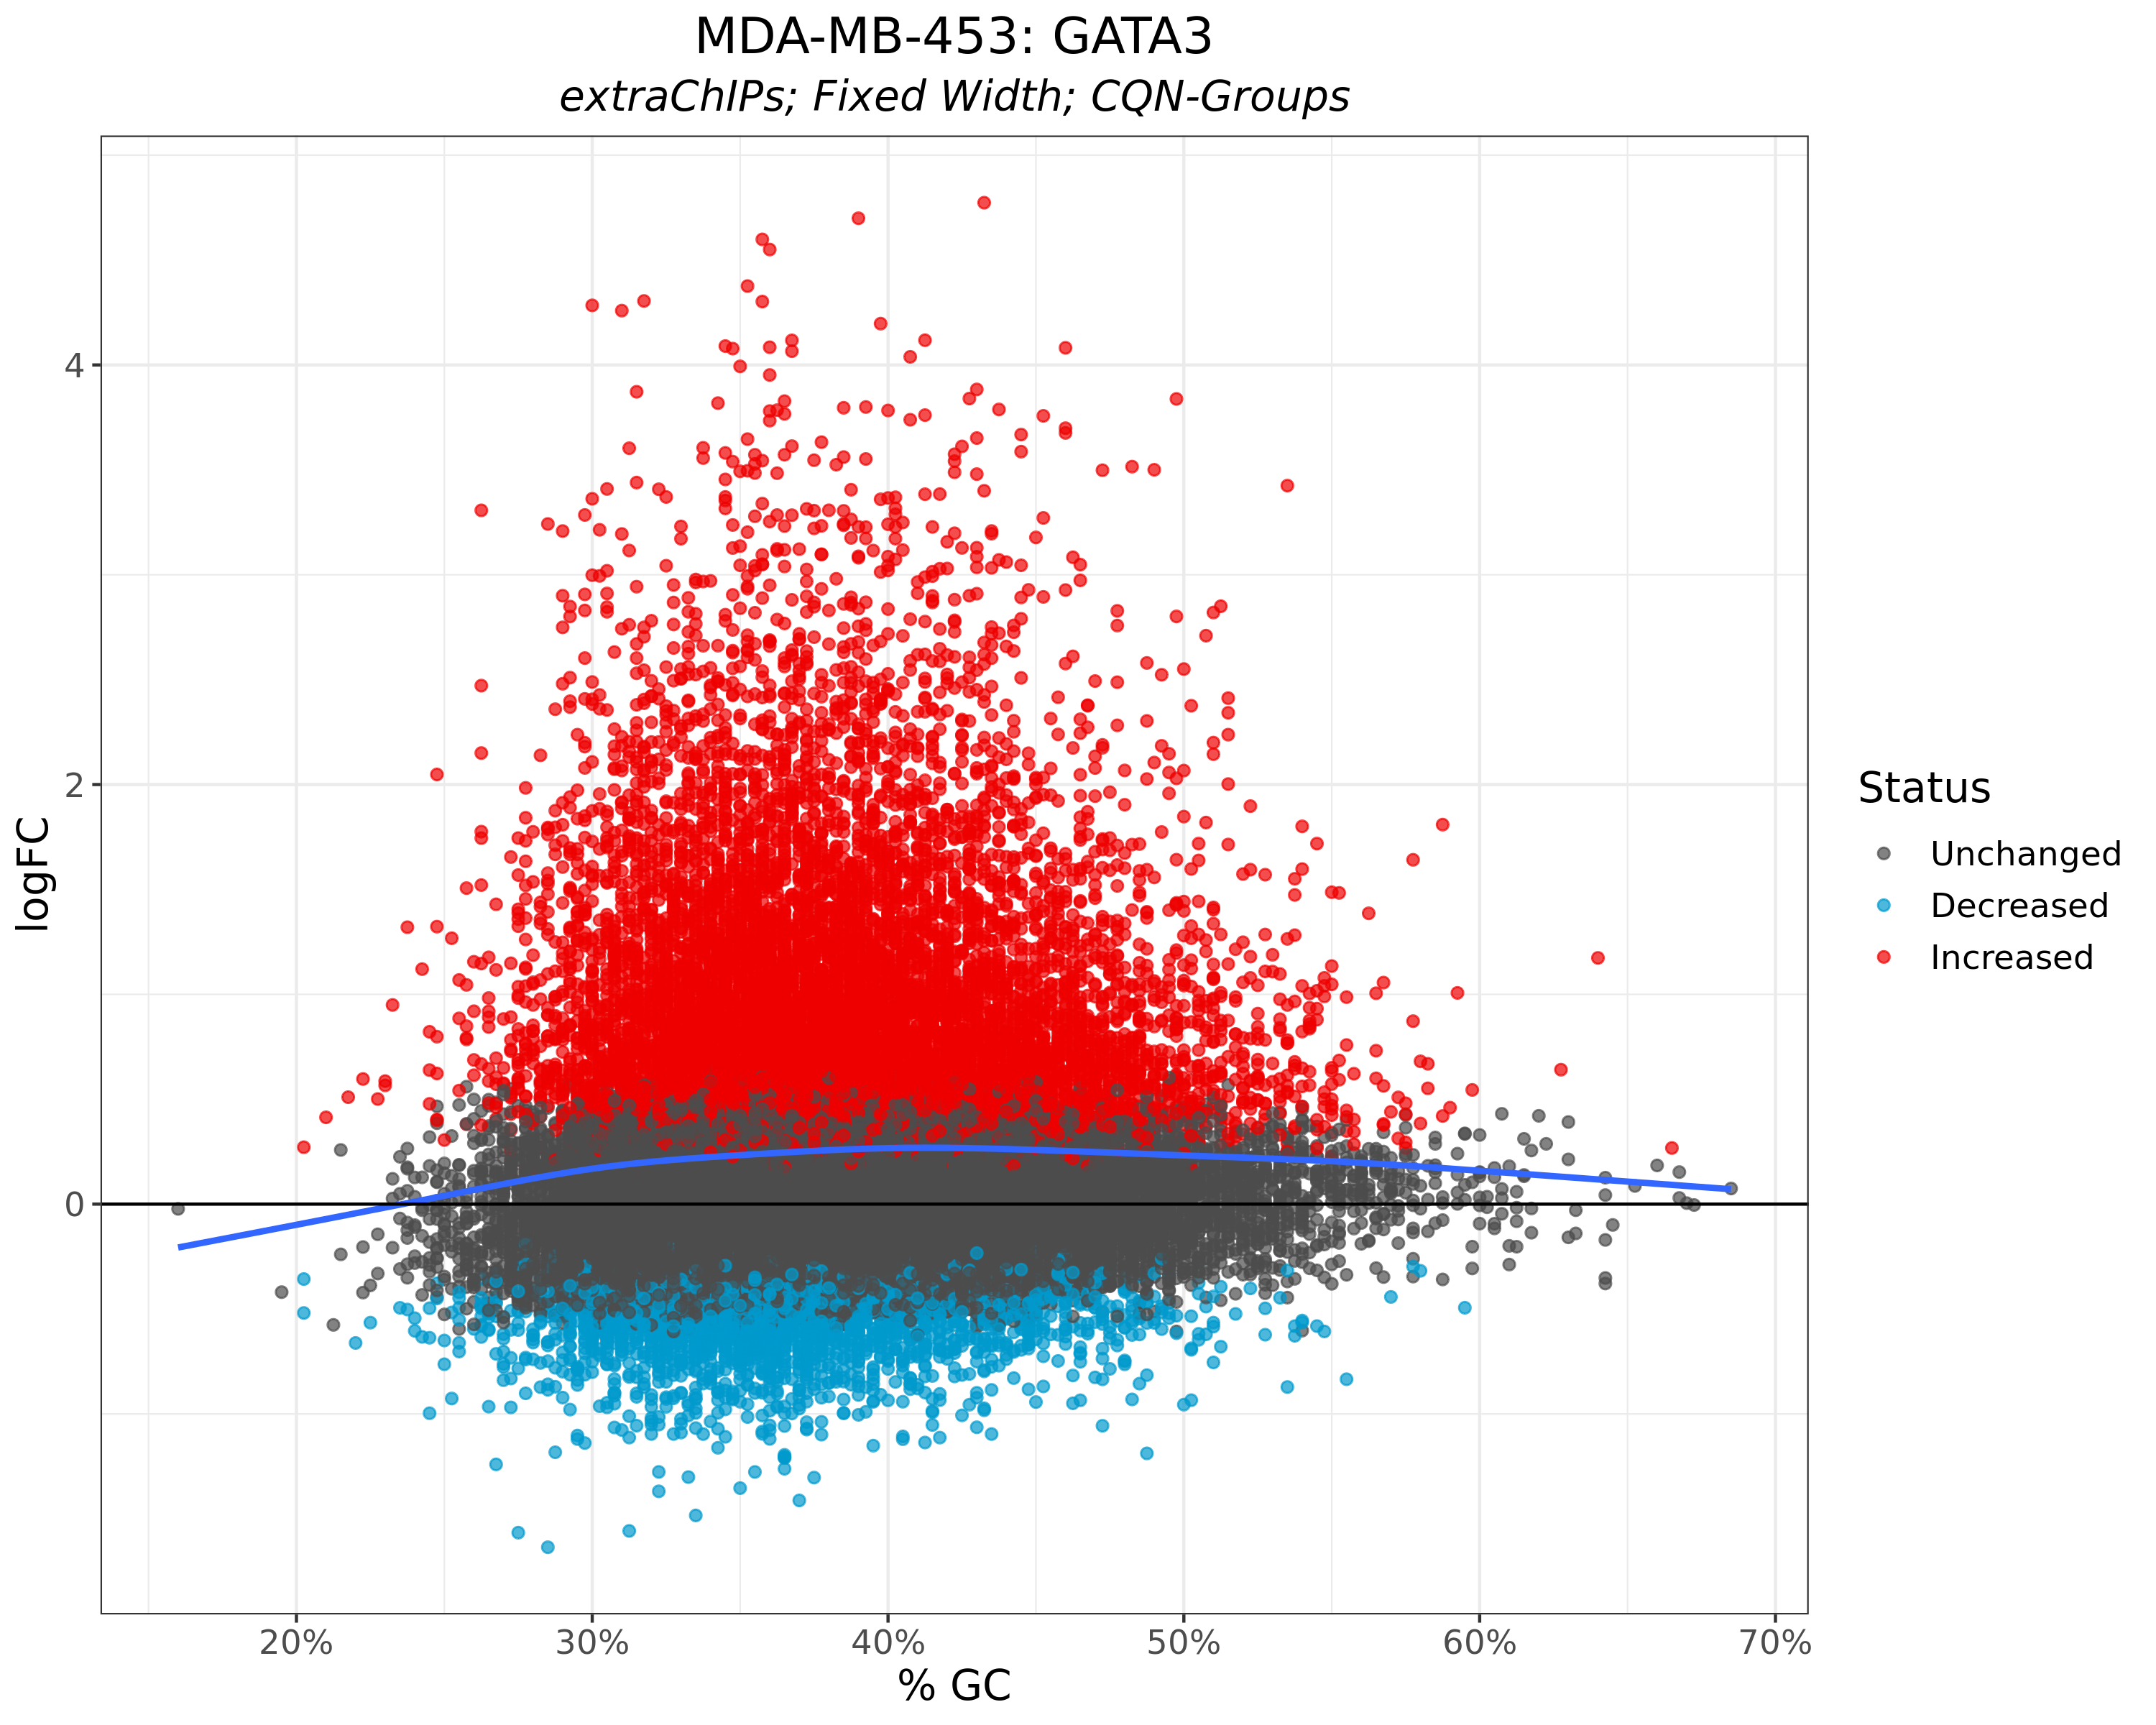 MDA-MB-453: GATA3
extraChIPs; Fixed Width; CQN-Groups
logFC
4
2
0
20%
30%
40%
50%
60%
70%
% GC
Status
Unchanged
Decreased
Increased